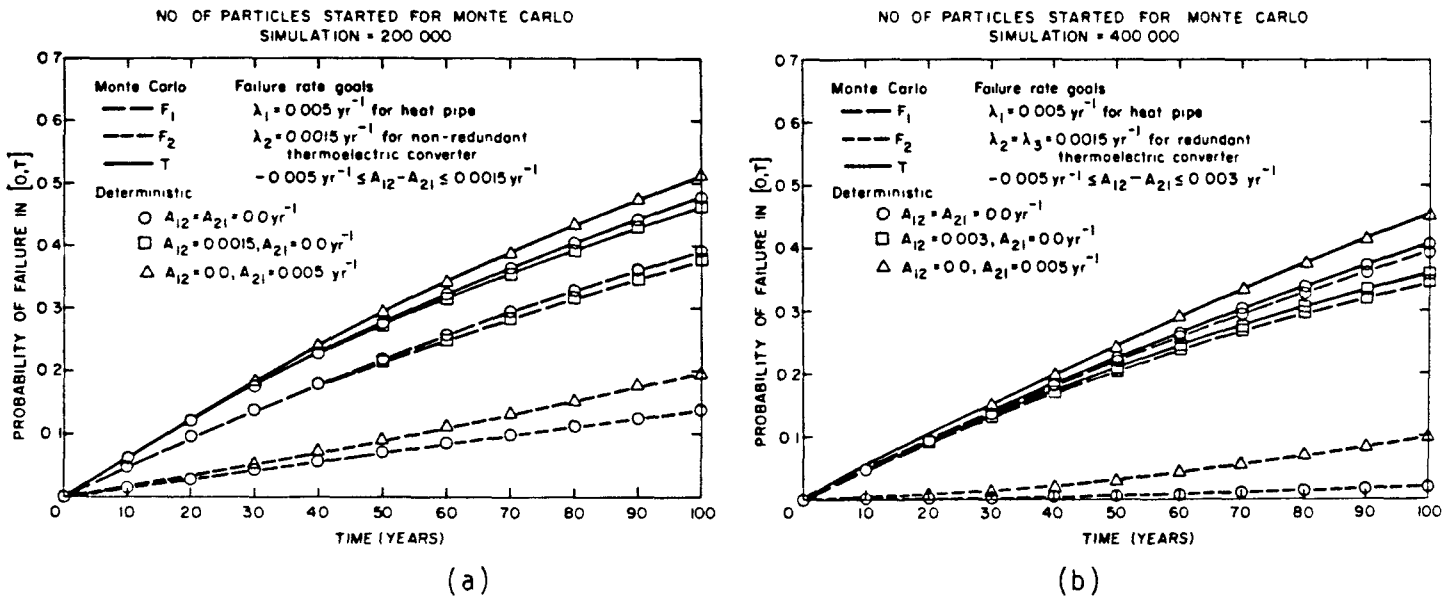 NO OF PARTICLES STARTED FOR MONTE CARLO
SIMULATION = 200 000
0 7
0 6
0 5
0 4
0 3
0 2
0 1
0
PROBABILITY OF FAILURE IN [0,T]
Monte Carlo Failure rate goals
F₁ λ₁ = 0 005 yr⁻¹ for heat pipe
F₂ λ₂ = 0 0015 yr⁻¹ for non-redundant
T thermoelectric converter
-0 005 yr⁻¹ ≤ A₁₂ - A₂₁ ≤ 0 0015 yr⁻¹
Deterministic
A₁₂ = A₂₁ = 0 0 yr⁻¹
A₁₂ = 0 0015, A₂₁ = 0 0 yr⁻¹
A₁₂ = 0 0, A₂₁ = 0 005 yr⁻¹
0 10 20 30 40 50 60 70 80 90 100
TIME (YEARS)
(a)
NO OF PARTICLES STARTED FOR MONTE CARLO
SIMULATION = 400 000
0 7
0 6
0 5
0 4
0 3
0 2
0 1
0
PROBABILITY OF FAILURE IN [0,T]
Monte Carlo Failure rate goals
F₁ λ₁ = 0 005 yr⁻¹ for heat pipe
F₂ λ₂ = λ₃ = 0 0015 yr⁻¹ for redundant
T thermoelectric converter
-0 005 yr⁻¹ ≤ A₁₂ - A₂₁ ≤ 0 003 yr⁻¹
Deterministic
A₁₂ = A₂₁ = 0 0 yr⁻¹
A₁₂ = 0 003, A₂₁ = 0 0 yr⁻¹
A₁₂ = 0 0, A₂₁ = 0 005 yr⁻¹
0 10 20 30 40 50 60 70 80 90 100
TIME (YEARS)
(b)